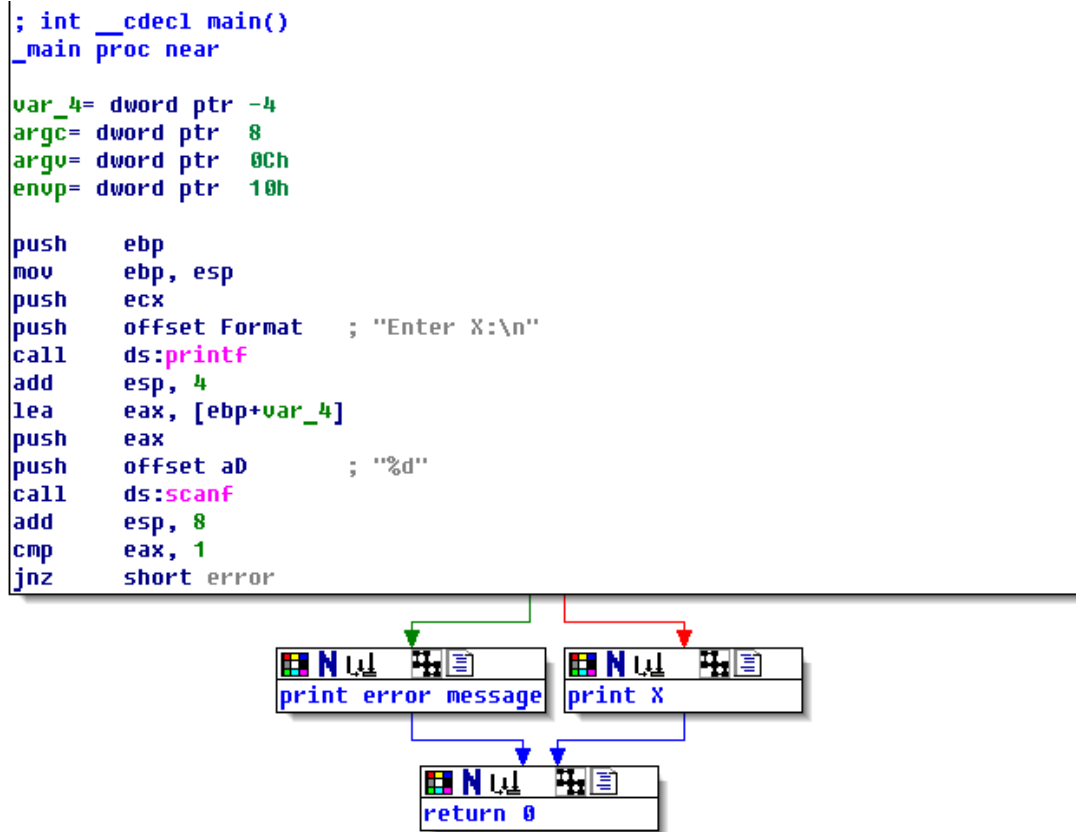 ; int __cdecl main()
_main proc near
var_4= dword ptr -4
argc= dword ptr  8
argv= dword ptr  0Ch
envp= dword ptr  10h
push    ebp
mov     ebp, esp
push    ecx
push    offset Format   ; "Enter X:\n"
call    ds:printf
add     esp, 4
lea     eax, [ebp+var_4]
push    eax
push    offset aD       ; "%d"
call    ds:scanf
add     esp, 8
cmp     eax, 1
jnz     short error
print error message
print X
return 0